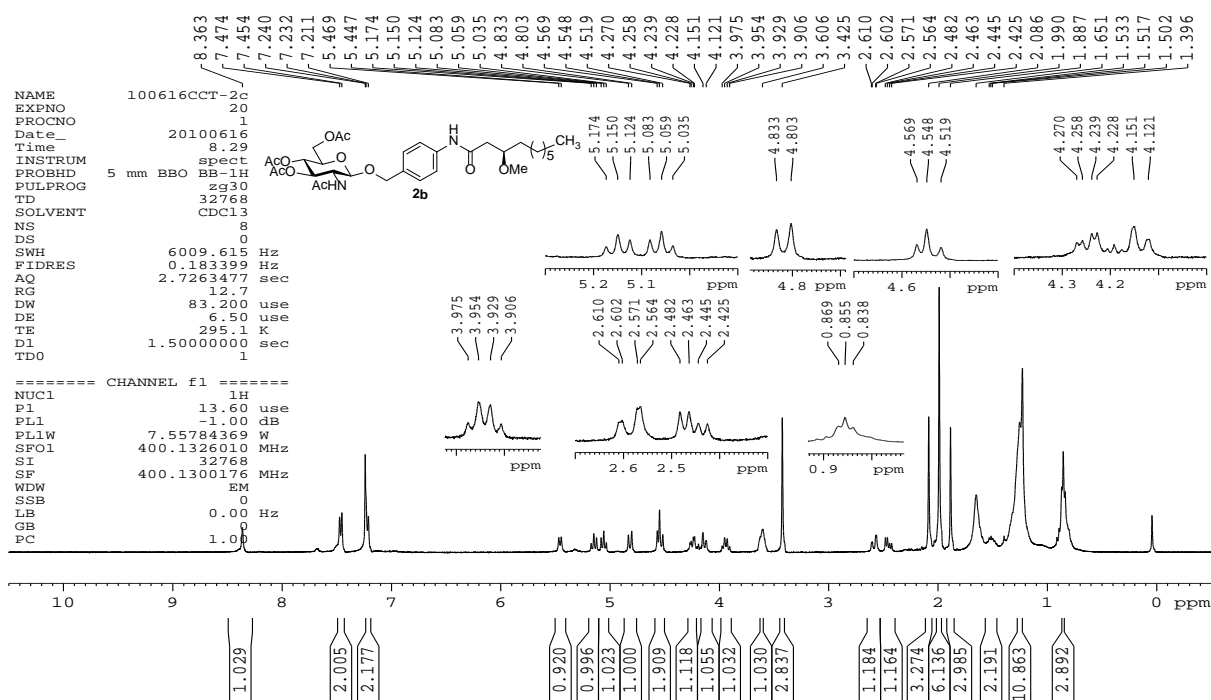 8.363 7.474 7.454 7.240 7.232 7.211 5.469 5.447 5.174 5.150 5.124 5.083 5.059 5.035 4.833 4.803 4.569 4.548 4.519 4.270 4.258 4.239 4.228 4.151 4.121 3.975 3.954 3.929 3.906 3.606 3.425 2.610 2.602 2.571 2.564 2.482 2.463 2.445 2.425 2.086 1.990 1.887 1.651 1.533 1.517 1.502 1.396
NAME 100616CCT-2c
EXPNO 20
PROCNO 1
Date_ 20100616
Time 8.29
INSTRUM spect
PROBHD 5 mm BBO BB-1H
PULPROG zg30
TD 32768
SOLVENT CDCl3
NS 8
DS 0
SWH 6009.615 Hz
FIDRES 0.183399 Hz
AQ 2.7263477 sec
RG 12.7
DW 83.200 use
DE 6.50 use
TE 295.1 K
D1 1.50000000 sec
TD0 1
======== CHANNEL f1 =======
NUC1 1H
P1 13.60 use
PL1 -1.00 dB
PL1W 7.55784369 W
SFO1 400.1326010 MHz
SI 32768
SF 400.1300176 MHz
WDW EM
SSB 0
LB 0.00 Hz
GB 0
PC 1.00
OAc
AcO
AcO
AcHN
O
O
H
N
O
OMe
( )5
CH3
2b
5.174 5.150 5.124 5.083 5.059 5.035
4.833 4.803
4.569 4.548 4.519
4.270 4.258 4.239 4.228 4.151 4.121
5.2 5.1 ppm
4.8 ppm
4.6 ppm
4.3 4.2 ppm
3.975 3.954 3.929 3.906
2.610 2.602 2.571 2.564 2.482 2.463 2.445 2.425
0.869 0.855 0.838
ppm
2.6 2.5 ppm
0.9 ppm
10 9 8 7 6 5 4 3 2 1 0 ppm
1.029 2.005 2.177 0.920 0.996 1.023 1.000 1.909 1.118 1.055 1.032 1.030 2.837 1.184 1.164 3.274 6.136 2.985 2.191 10.863 2.892